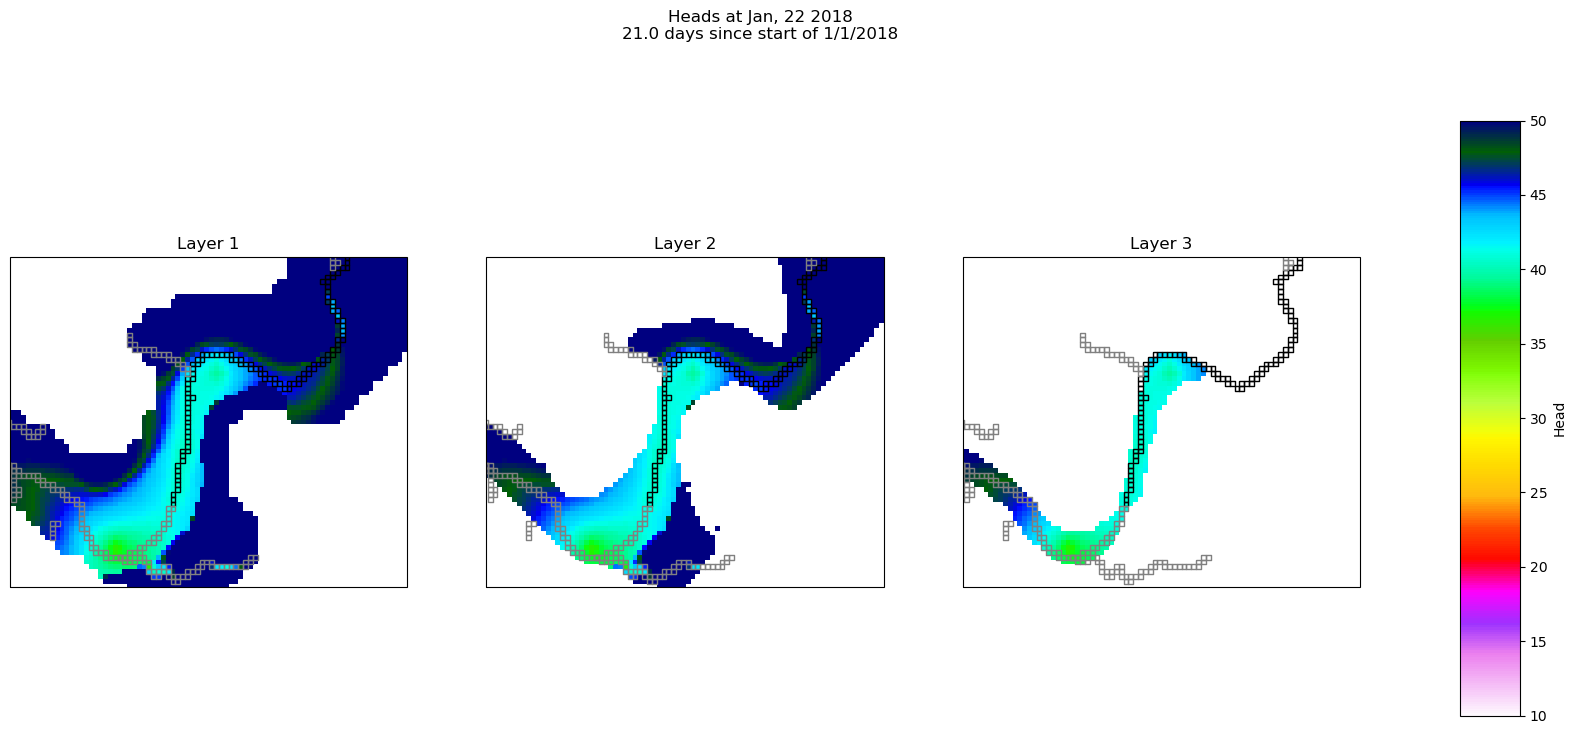 Heads at Jan, 22 2018
21.0 days since start of 1/1/2018
Layer 1
Layer 2
Layer 3
50
45
40
35
30
25
20
15
10
Head